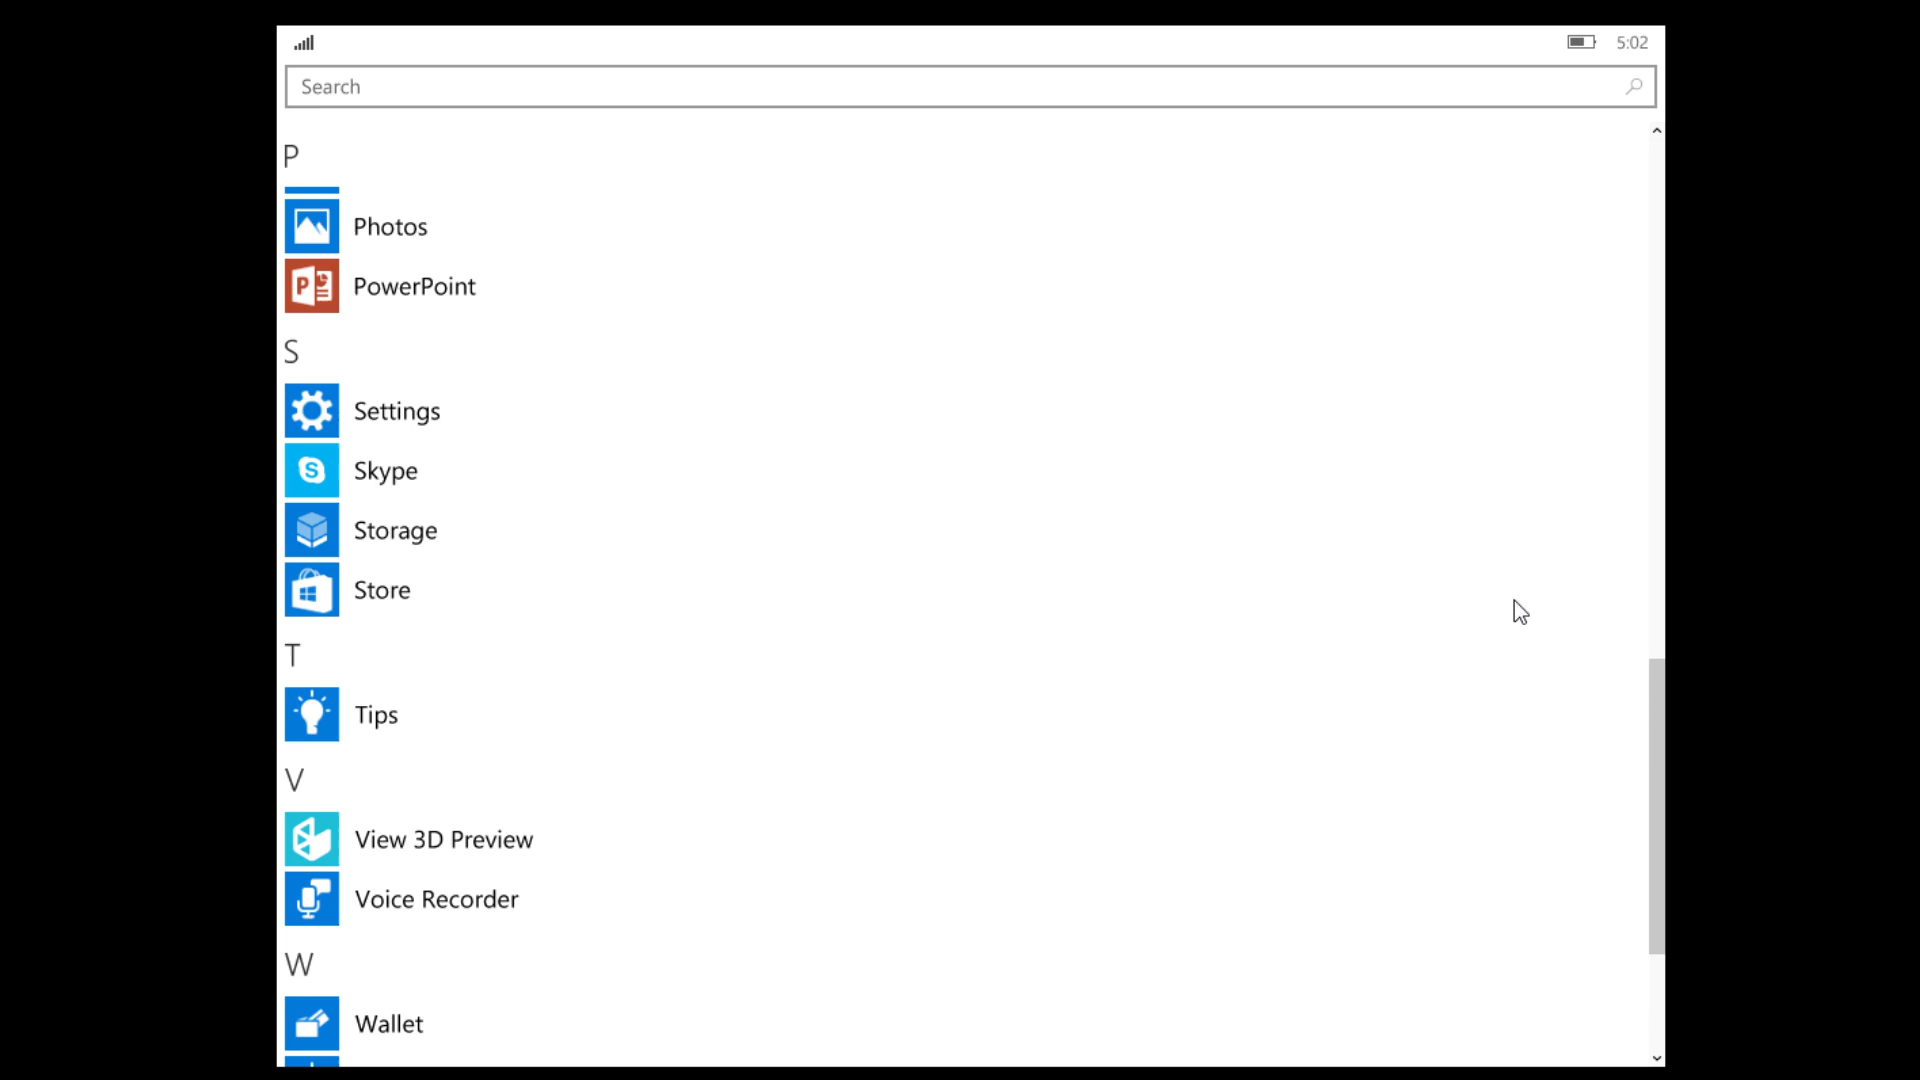 5:02
Search
P
Photos
PowerPoint
S
Settings
Skype
Storage
Store
T
Tips
V
View 3D Preview
Voice Recorder
W
Wallet